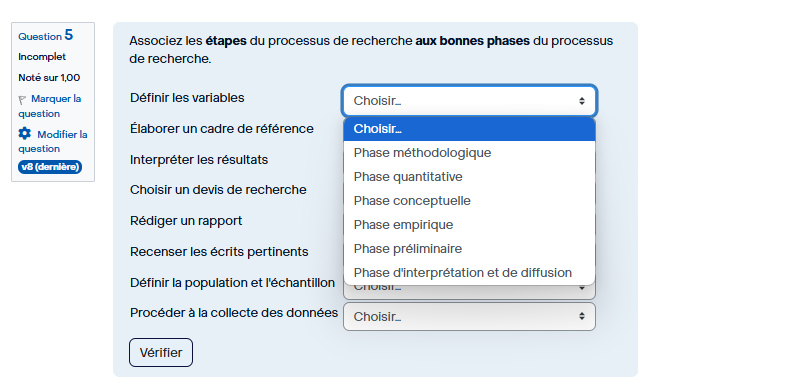 Question 5
Incomplet
Noté sur 1,00
Marquer la
question
Modifier la
question
v8 (dernière)
Associez les étapes du processus de recherche aux bonnes phases du processus
de recherche.
Définir les variables
Choisir...
Élaborer un cadre de référence
Choisir...
Phase méthodologique
Interpréter les résultats
Phase quantitative
Choisir un devis de recherche
Phase conceptuelle
Rédiger un rapport
Phase empirique
Recenser les écrits pertinents
Phase préliminaire
Phase d'interprétation et de diffusion
Définir la population et l'échantillon
Choisir...
Procéder à la collecte des données
Choisir...
Vérifier